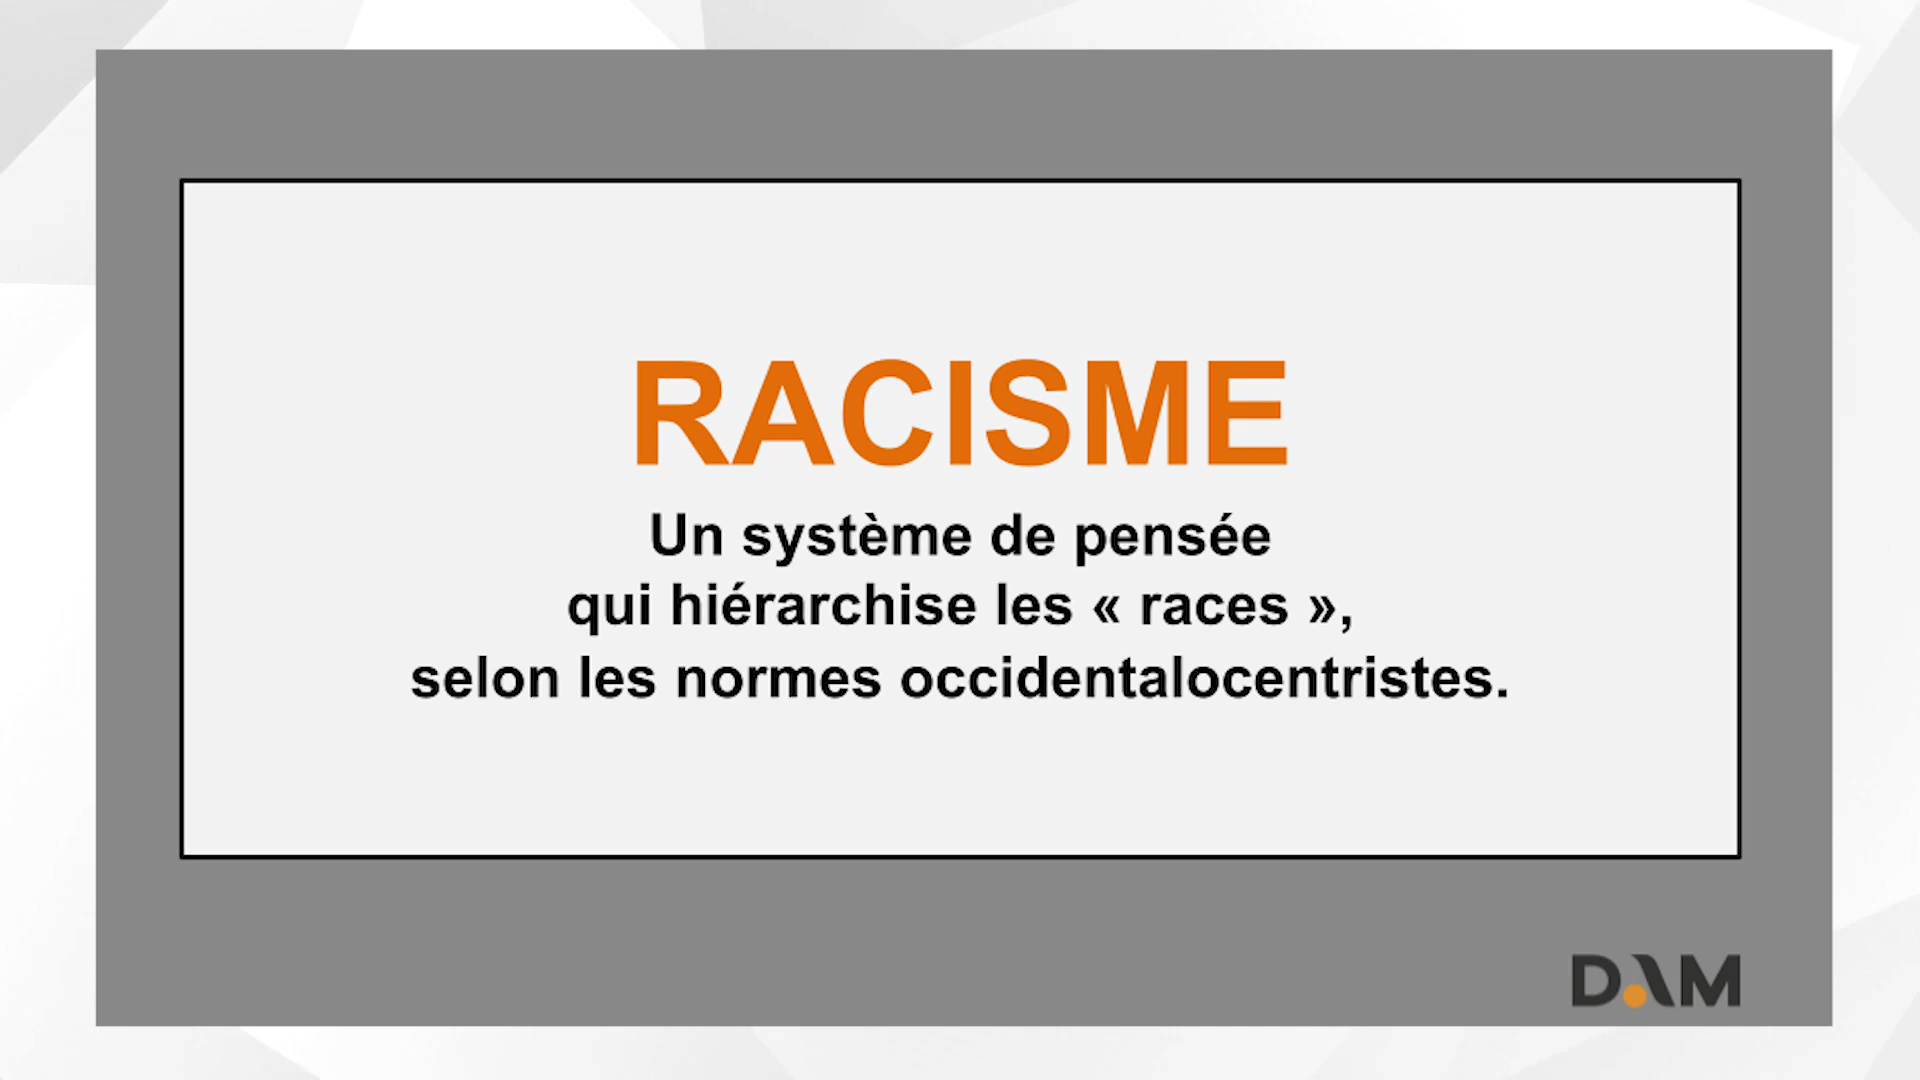 RACISME
Un système de pensée
qui hiérarchise les « races »,
selon les normes occidentalocentristes.
DAM